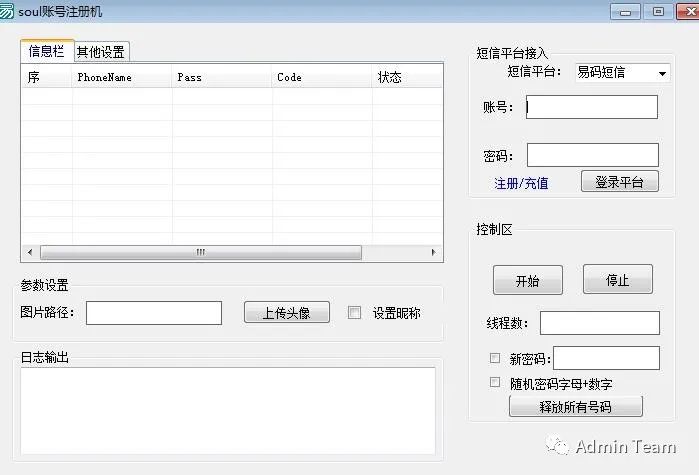 soul账号注册机
信息栏 其他设置
序 PhoneName Pass Code 状态
参数设置
图片路径： 上传头像 设置昵称
日志输出
短信平台接入
短信平台： 易码短信
账号：
密码：
注册/充值 登录平台
控制区
开始 停止
线程数：
新密码：
随机密码字母+数字
释放所有号码
Admin Team